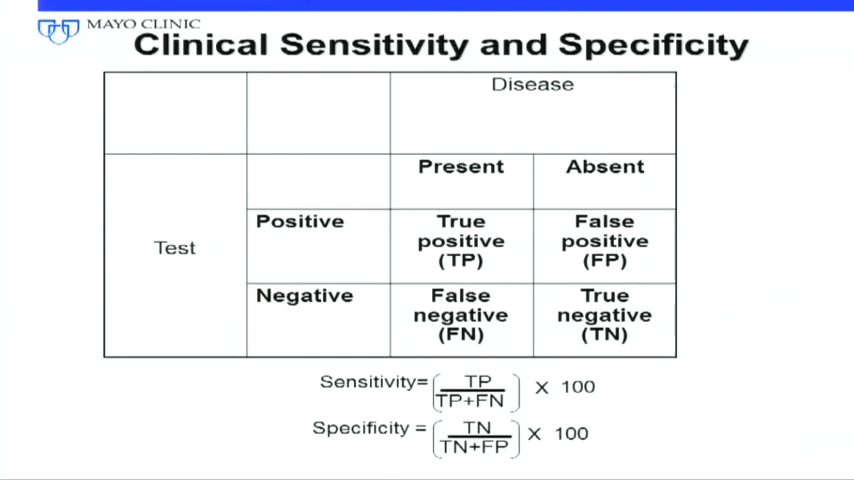 MAYO CLINIC
Clinical Sensitivity and Specificity
Disease
Present Absent
Test
Positive
True positive (TP)
False positive (FP)
Negative
False negative (FN)
True negative (TN)
Sensitivity= (TP / TP+FN) X 100
Specificity = (TN / TN+FP) X 100